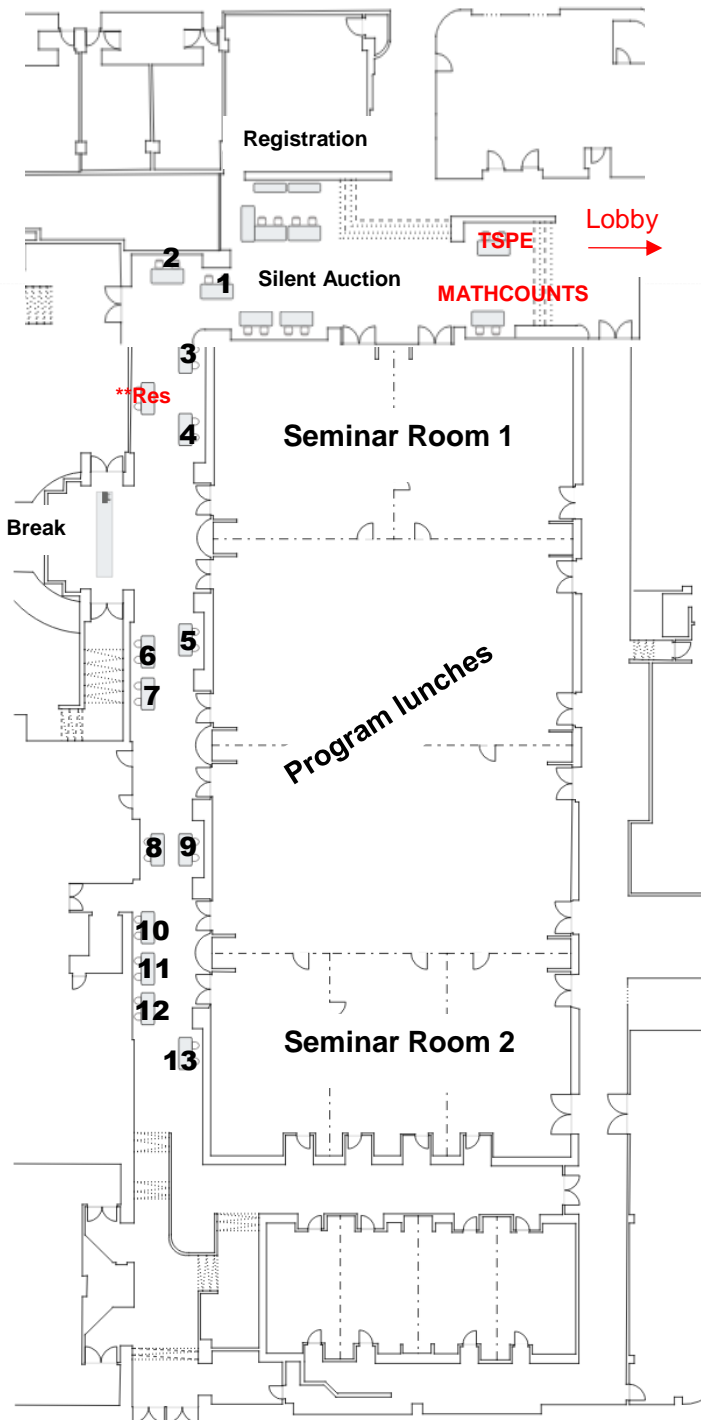 Registration
Lobby
TSPE
2
Silent Auction
1
MATHCOUNTS
3
**Res
4
Seminar Room 1
Break
5
6
7
Program lunches
8
9
10
11
12
Seminar Room 2
13